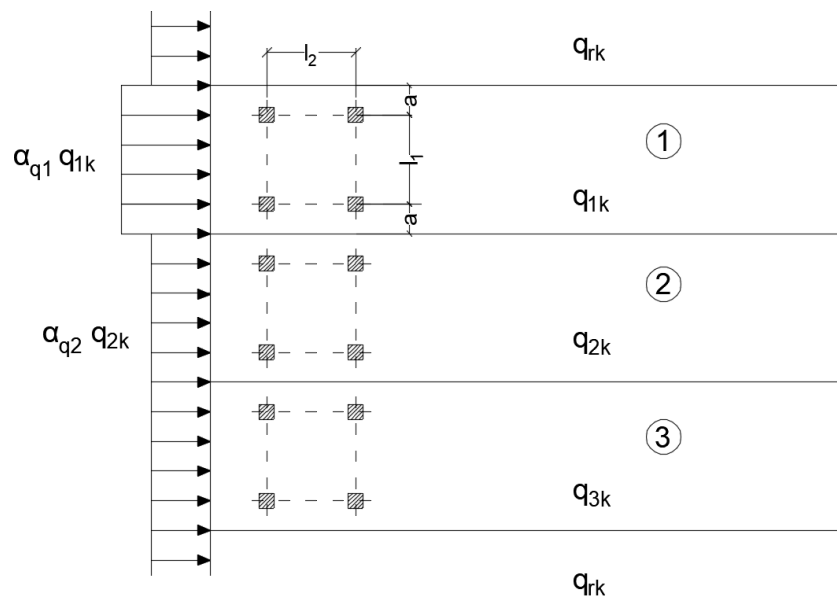 l₂
qrk
a
①
αq1 q1k
l₁
q1k
a
②
αq2 q2k
q2k
③
q3k
qrk